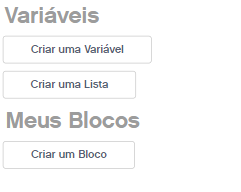 Variáveis
Criar uma Variável
Criar uma Lista
Meus Blocos
Criar um Bloco